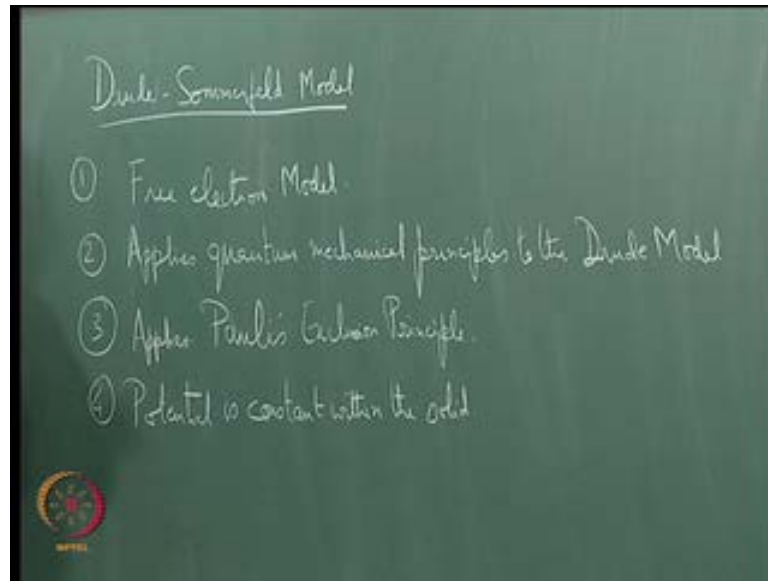 Drude-Sommerfeld Model
① Free electron Model.
② Applies quantum mechanical principles to the Drude Model
③ Applies Pauli's Exclusion Principle.
④ Potential is constant within the solid
NPTEL